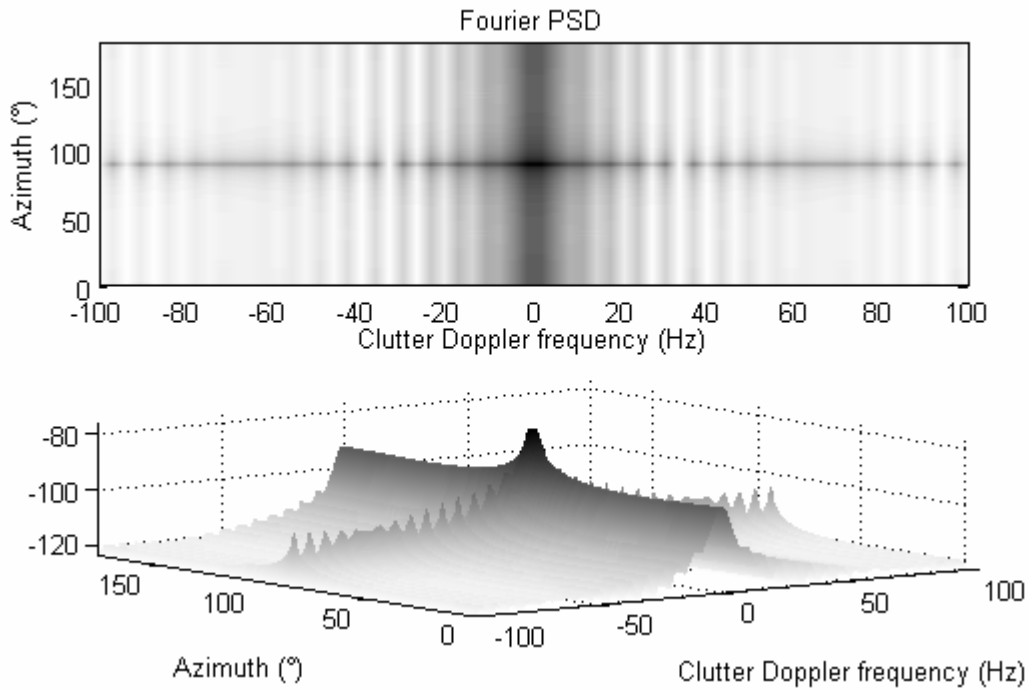 Fourier PSD
150
100
50
0
Azimuth (°)
-100 -80 -60 -40 -20 0 20 40 60 80 100
Clutter Doppler frequency (Hz)
-80
-100
-120
150 100 50 0
-100 -50 0 50 100
Azimuth (°)
Clutter Doppler frequency (Hz)